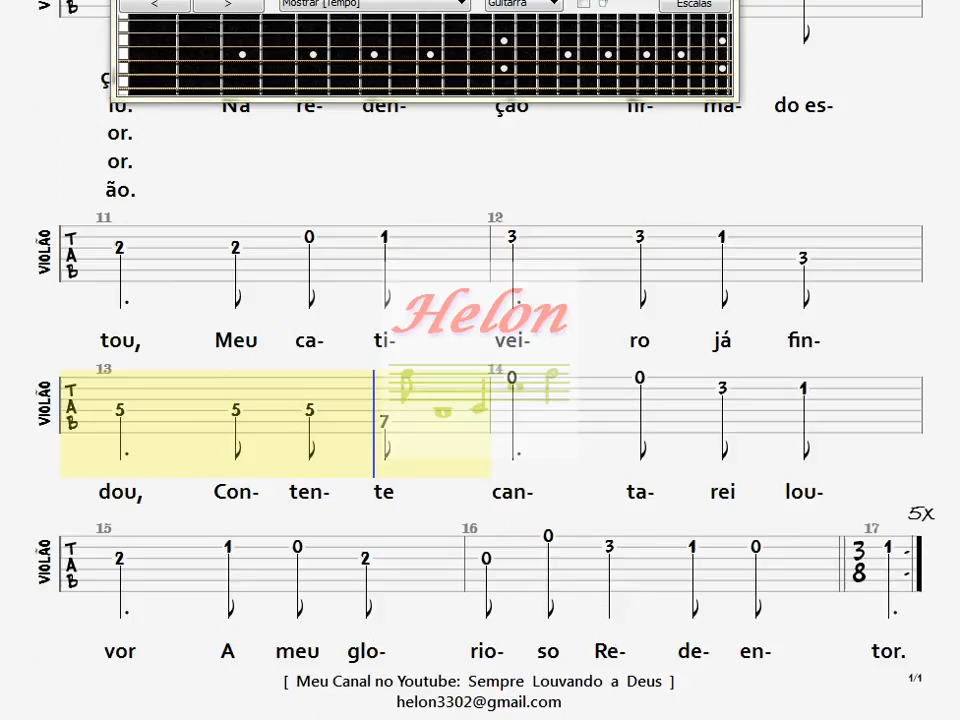 < > Mostrar [Tempo] Guitarra Escalas
Na re- den- ção fir- ma- do es-
or.
or.
ão.
11 12
VIOLÃO TAB 2 2 0 1 3 3 1 3
tou, Meu ca- ti- vei- ro já fin-
Helon
13 14
VIOLÃO TAB 5 5 5 7 0 0 3 1
dou, Con- ten- te can- ta- rei lou-
5X
15 16 17
VIOLÃO TAB 2 1 0 2 0 0 3 1 0 3 8 1
vor A meu glo- rio- so Re- de- en- tor.
[ Meu Canal no Youtube: Sempre Louvando a Deus ] 1/1
helon3302@gmail.com